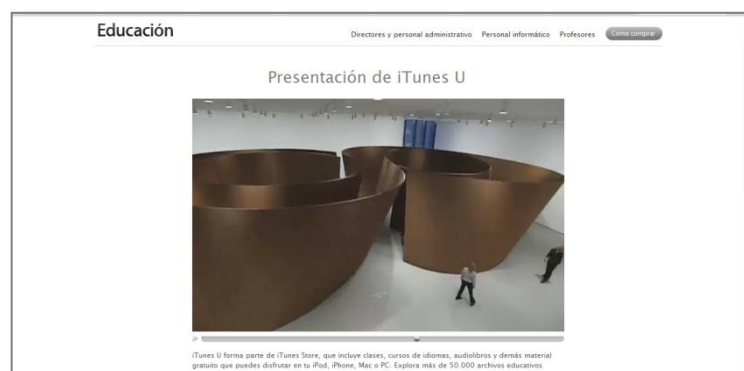 Educación
Directores y personal administrativo Personal informático Profesores Cómo comprar
Presentación de iTunes U
iTunes U forma parte de iTunes Store, que incluye clases, cursos de idiomas, audiolibros y demás material
gratuito que puedes disfrutar en tu iPod, iPhone, Mac o PC. Explora más de 50.000 archivos educativos